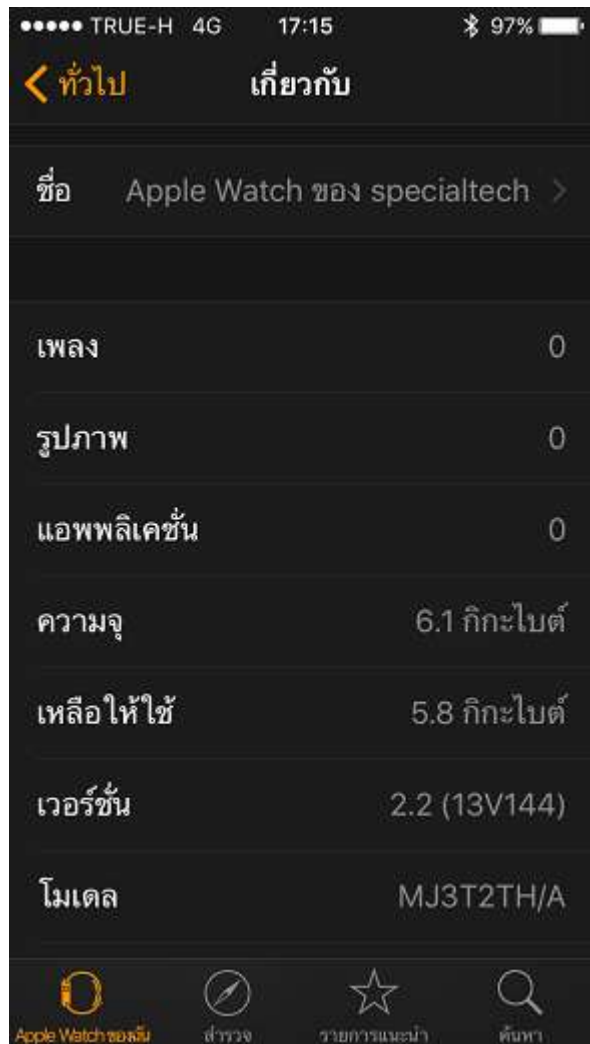 TRUE-H 4G 17:15 97%
ทั่วไป เกี่ยวกับ
ชื่อ Apple Watch ของ specialtech
เพลง 0
รูปภาพ 0
แอพพลิเคชั่น 0
ความจุ 6.1 กิกะไบต์
เหลือให้ใช้ 5.8 กิกะไบต์
เวอร์ชั่น 2.2 (13V144)
โมเดล MJ3T2TH/A
Apple Watch ของฉัน สำรวจ รายการแนะนำ ค้นหา